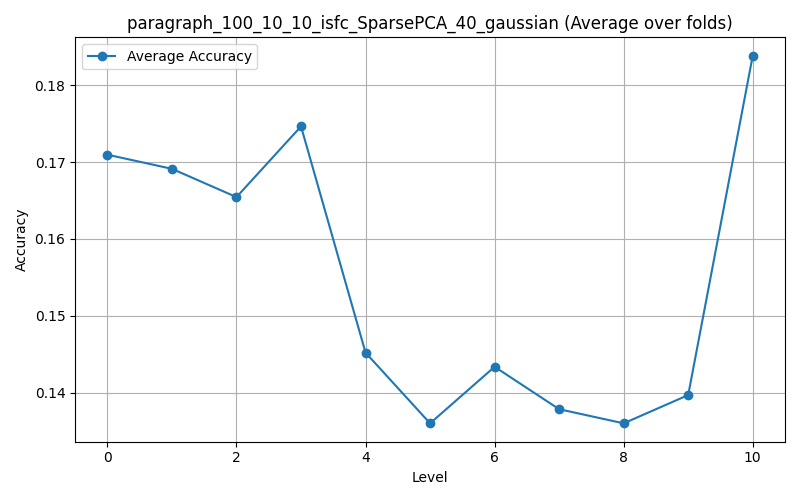 paragraph_100_10_10_isfc_SparsePCA_40_gaussian (Average over folds)
Average Accuracy
0.18
0.17
0.16
0.15
0.14
Accuracy
0 2 4 6 8 10
Level